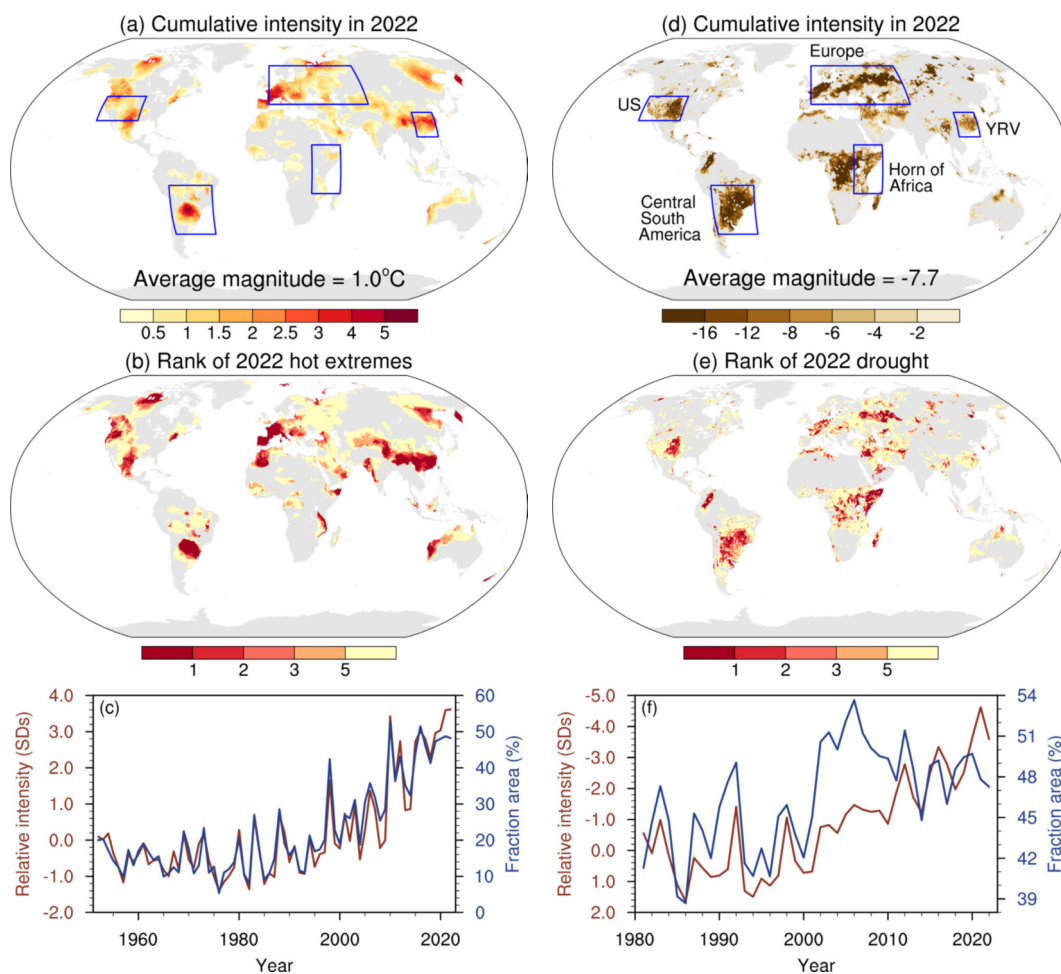 (a) Cumulative intensity in 2022
Average magnitude = 1.0°C
0.5 1 1.5 2 2.5 3 4 5
(d) Cumulative intensity in 2022
Europe
US
YRV
Horn of
Africa
Central
South
America
Average magnitude = -7.7
-16 -12 -8 -6 -4 -2
(b) Rank of 2022 hot extremes
1 2 3 5
(e) Rank of 2022 drought
1 2 3 5
(c)
Relative intensity (SDs)
4.0
3.0
2.0
1.0
0.0
-1.0
-2.0
60
50
40
30
20
10
0
Fraction area (%)
1960 1980 2000 2020
Year
(f)
Relative intensity (SDs)
-5.0
-4.0
-3.0
-2.0
-1.0
0.0
1.0
2.0
54
51
48
45
42
39
Fraction area (%)
1980 1990 2000 2010 2020
Year